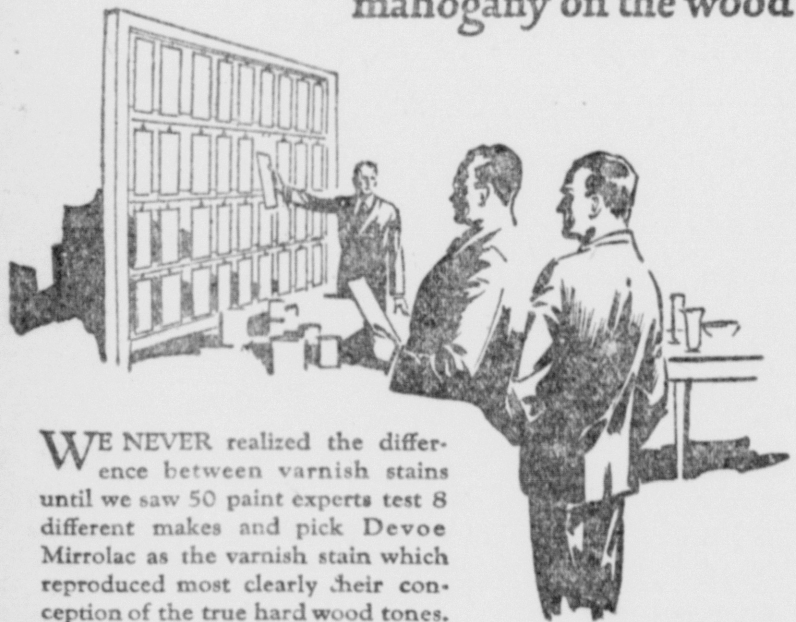 mahogany on the wood
WE NEVER realized the differ-
ence between varnish stains
until we saw 50 paint experts test 8
different makes and pick Devoe
Mirrolac as the varnish stain which
reproduced most clearly their con-
ception of the true hard wood tones.